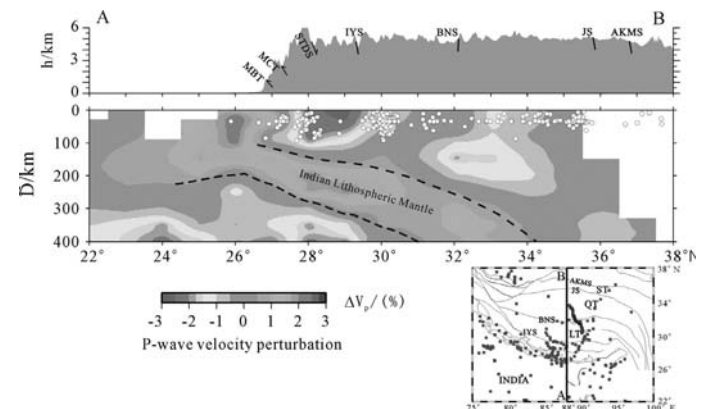 A
B
6
3
0
h/km
MBT
MCT
STDS
IYS
BNS
JS
AKMS
0
100
200
300
400
D/km
Indian Lithospheric Mantle
22° 24° 26° 28° 30° 32° 34° 36° 38°N
-3 -2 -1 0 1 2 3
ΔVp/(%)
P-wave velocity perturbation
B
AKMS
JS
ST
QT
BNS
LT
IYS
INDIA
A
38° N
34°
30°
26°
22°
75° 80° 85° 88° 90° 95° 100°